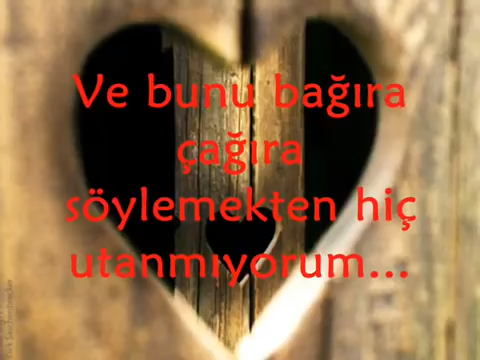 Ve bunu bağıra
çağıra
söylemekten hiç
utanmıyorum...